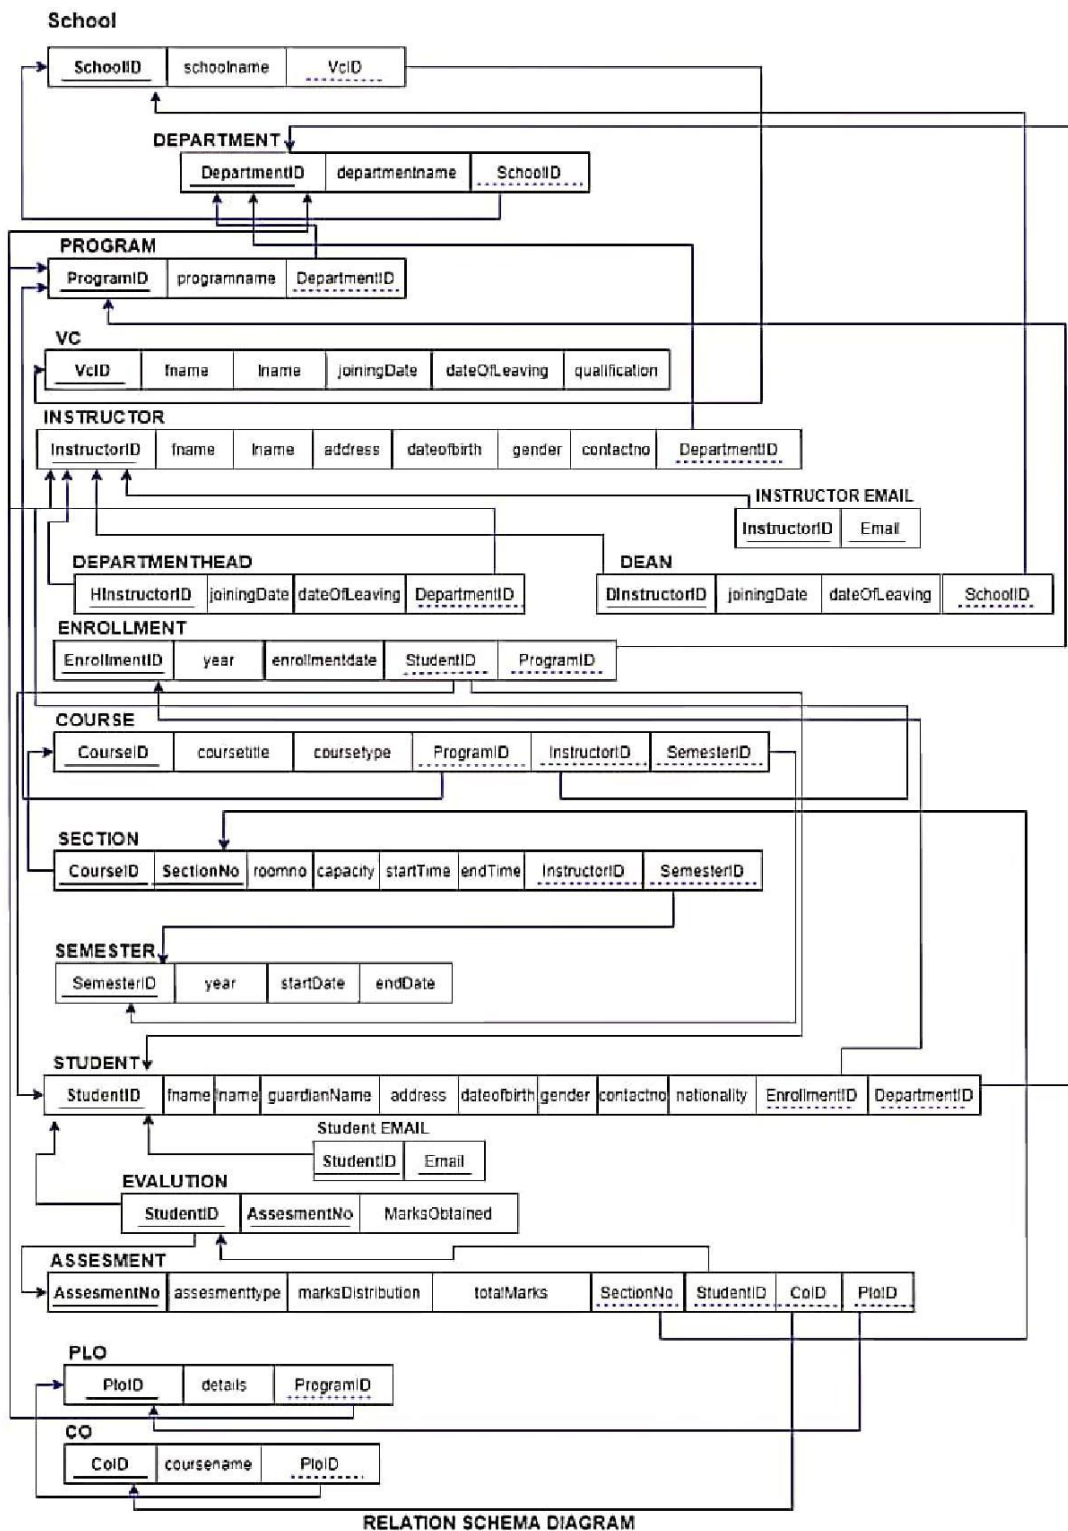 School
SchoolID schoolname VcID
DEPARTMENT
DepartmentID departmentname SchoolID
PROGRAM
ProgramID programname DepartmentID
VC
VcID fname lname joiningDate dateOfLeaving qualification
INSTRUCTOR
InstructorID fname lname address dateofbirth gender contactno DepartmentID
INSTRUCTOR EMAIL
InstructorID Email
DEPARTMENTHEAD
HInstructorID joiningDate dateOfLeaving DepartmentID
DEAN
DInstructorID joiningDate dateOfLeaving SchoolID
ENROLLMENT
EnrollmentID year enrollmentdate StudentID ProgramID
COURSE
CourseID coursetitle coursetype ProgramID InstructorID SemesterID
SECTION
CourseID SectionNo roomno capacity startTime endTime InstructorID SemesterID
SEMESTER
SemesterID year startDate endDate
STUDENT
StudentID fname lname guardianName address dateofbirth gender contactno nationality EnrollmentID DepartmentID
Student EMAIL
StudentID Email
EVALUTION
StudentID AssesmentNo MarksObtained
ASSESMENT
AssesmentNo assesmenttype marksDistribution totalMarks SectionNo StudentID CoID PloID
PLO
PloID details ProgramID
CO
CoID coursename PloID
RELATION SCHEMA DIAGRAM